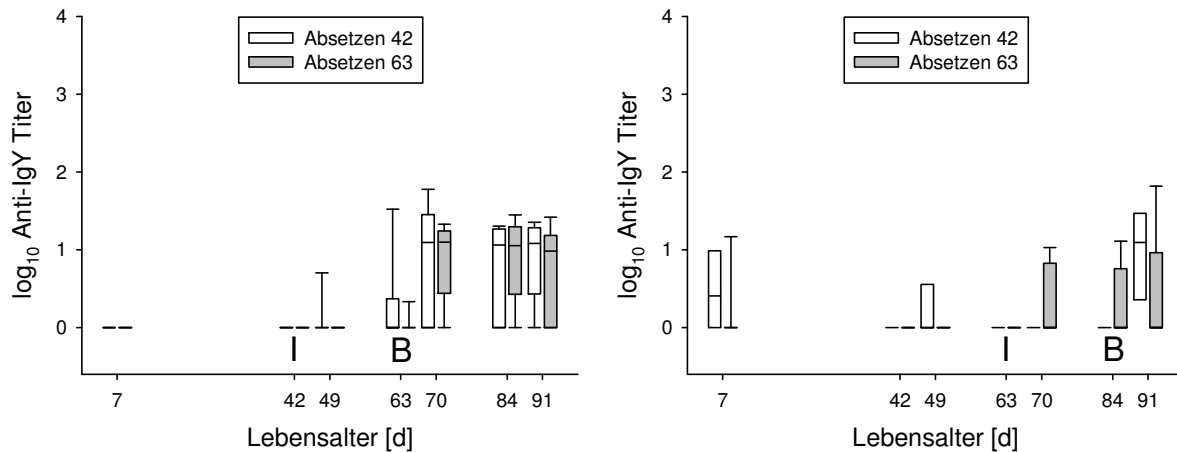 4
3
2
1
0
log10 Anti-IgY Titer
Absetzen 42
Absetzen 63
I
B
7 42 49 63 70 84 91
Lebensalter [d]
4
3
2
1
0
log10 Anti-IgY Titer
Absetzen 42
Absetzen 63
I
B
7 42 49 63 70 84 91
Lebensalter [d]